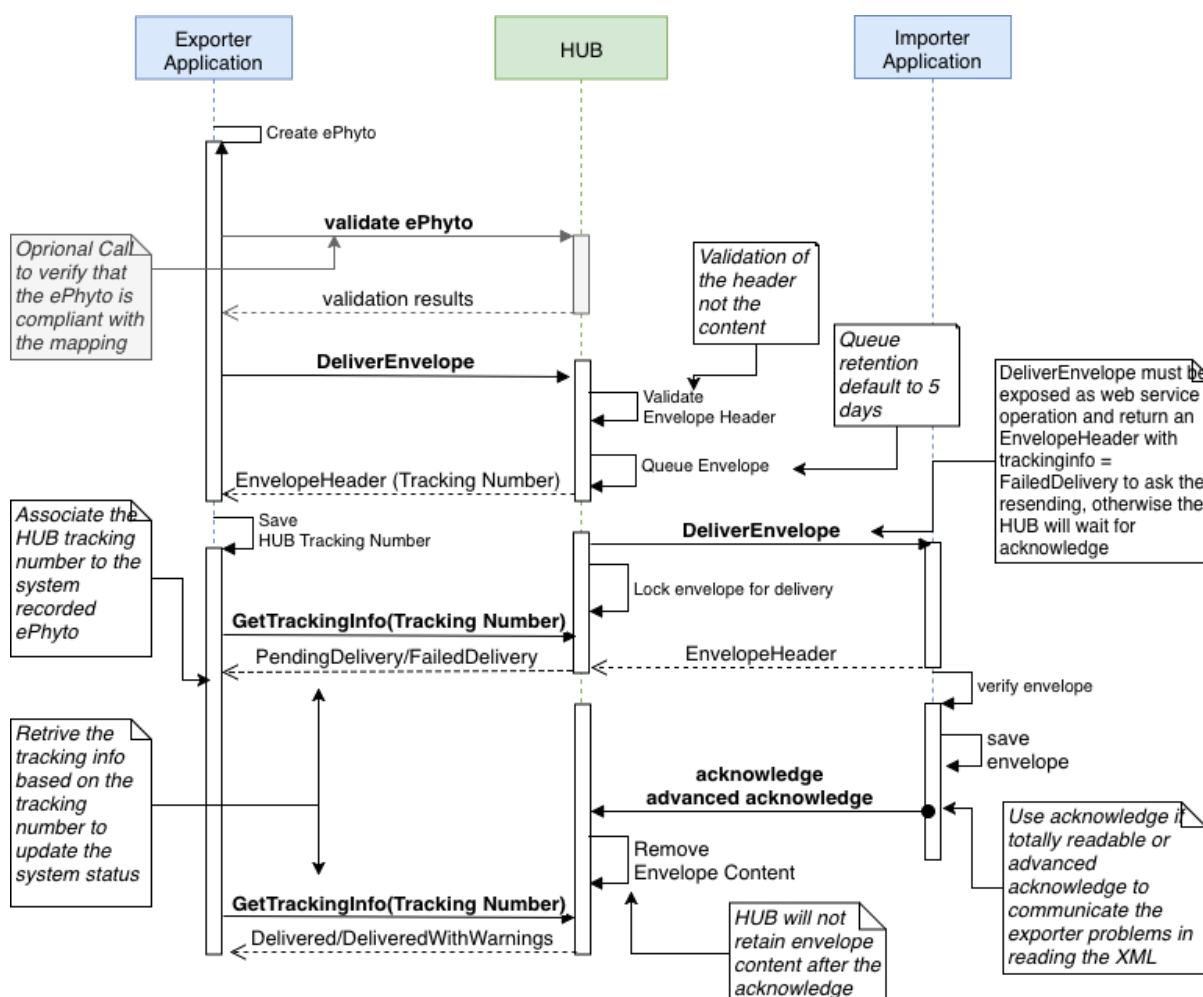 Exporter
Application
HUB
Importer
Application
Create ePhyto
validate ePhyto
Oprional Call
to verify that
the ePhyto is
compliant with
the mapping
validation results
Validation of
the header
not the
content
Queue
retention
default to 5
days
DeliverEnvelope
Validate
Envelope Header
DeliverEnvelope must be
exposed as web service
operation and return an
EnvelopeHeader with
trackinginfo =
FailedDelivery to ask the
resending, otherwise the
HUB will wait for
acknowledge
Queue Envelope
EnvelopeHeader (Tracking Number)
Associate the
HUB tracking
number to the
system
recorded
ePhyto
Save
HUB Tracking Number
DeliverEnvelope
Lock envelope for delivery
GetTrackingInfo(Tracking Number)
PendingDelivery/FailedDelivery
EnvelopeHeader
verify envelope
Retrive the
tracking info
based on the
tracking
number to
update the
system status
save
envelope
acknowledge
advanced acknowledge
Use acknowledge if
totally readable or
advanced
acknowledge to
communicate the
exporter problems in
reading the XML
Remove
Envelope Content
GetTrackingInfo(Tracking Number)
Delivered/DeliveredWithWarnings
HUB will not
retain envelope
content after the
acknowledge